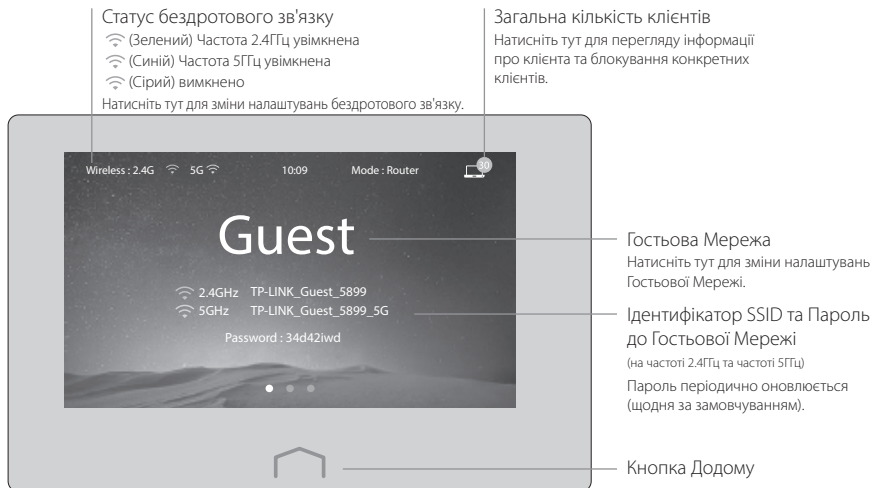 Статус бездротового зв'язку
(Зелений) Частота 2.4ГГц увімкнена
(Синій) Частота 5ГГц увімкнена
(Сірий) вимкнено
Натисніть тут для зміни налаштувань бездротового зв'язку.
Загальна кількість клієнтів
Натисніть тут для перегляду інформації
про клієнта та блокування конкретних
клієнтів.
Wireless : 2.4G 5G 10:09 Mode : Router 30
Guest
2.4GHz TP-LINK_Guest_5899
5GHz TP-LINK_Guest_5899_5G
Password : 34d42iwd
Гостьова Мережа
Натисніть тут для зміни налаштувань
Гостьової Мережі.
Ідентифікатор SSID та Пароль
до Гостьової Мережі
(на частоті 2.4ГГц та частоті 5ГГц)
Пароль періодично оновлюється
(щодня за замовчуванням).
Кнопка Додому